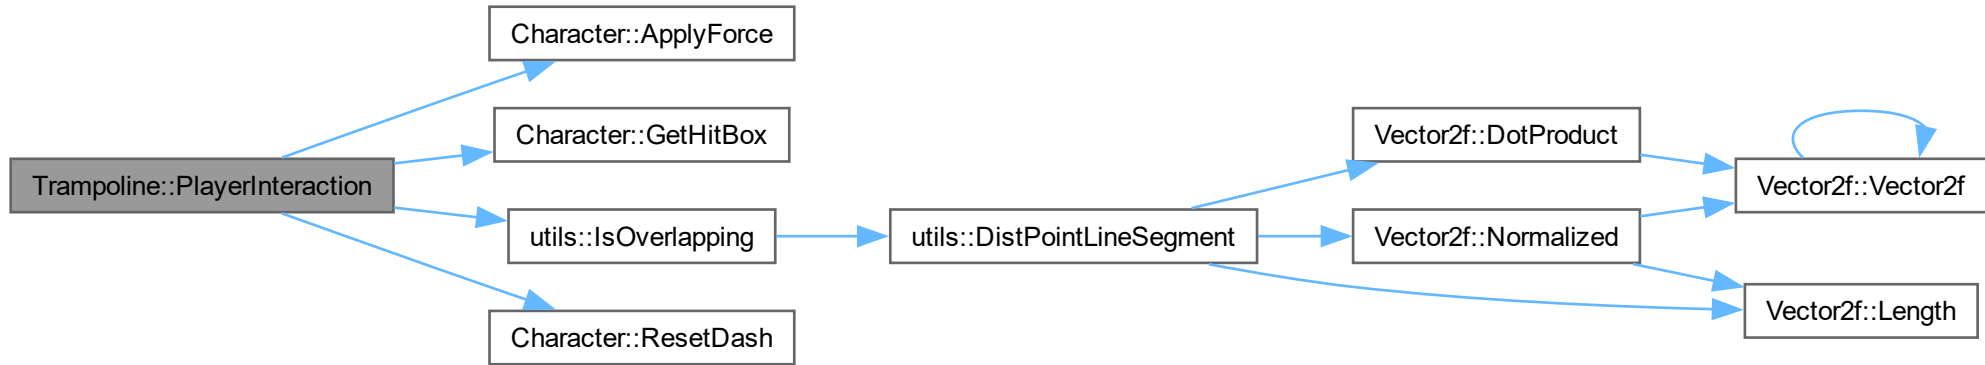 Trampoline::PlayerInteraction
Character::ApplyForce
Character::GetHitBox
utils::IsOverlapping
Character::ResetDash
utils::DistPointLineSegment
Vector2f::DotProduct
Vector2f::Normalized
Vector2f::Vector2f
Vector2f::Length